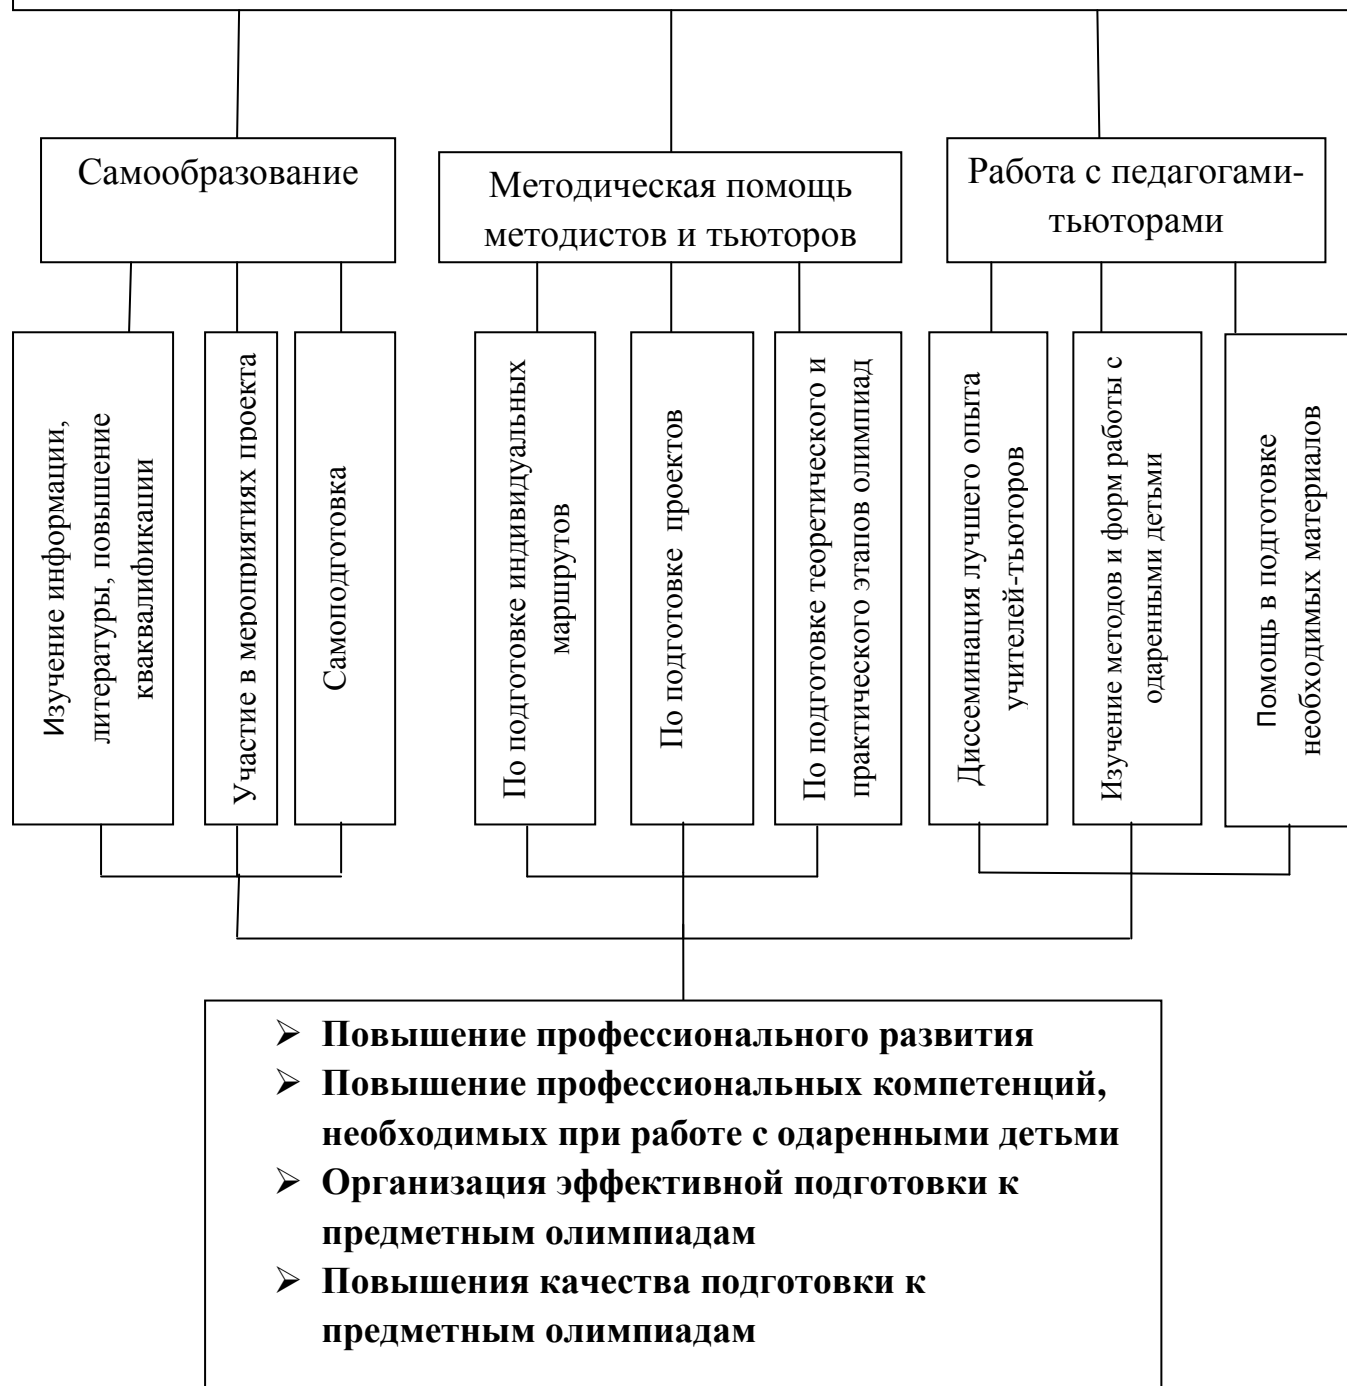 Самообразование
Методическая помощь
методистов и тьюторов
Работа с педагогами-
тьюторами
Изучение информации,
литературы, повышение
кваквалификации
Участие в мероприятиях проекта
Самоподготовка
По подготовке индивидуальных
маршрутов
По подготовке проектов
По подготовке теоретического и
практического этапов олимпиад
Диссеминация лучшего опыта
учителей-тьюторов
Изучение методов и форм работы с
одаренными детьми
Помощь в подготовке
необходимых материалов
➢ Повышение профессионального развития
➢ Повышение профессиональных компетенций,
необходимых при работе с одаренными детьми
➢ Организация эффективной подготовки к
предметным олимпиадам
➢ Повышения качества подготовки к
предметным олимпиадам